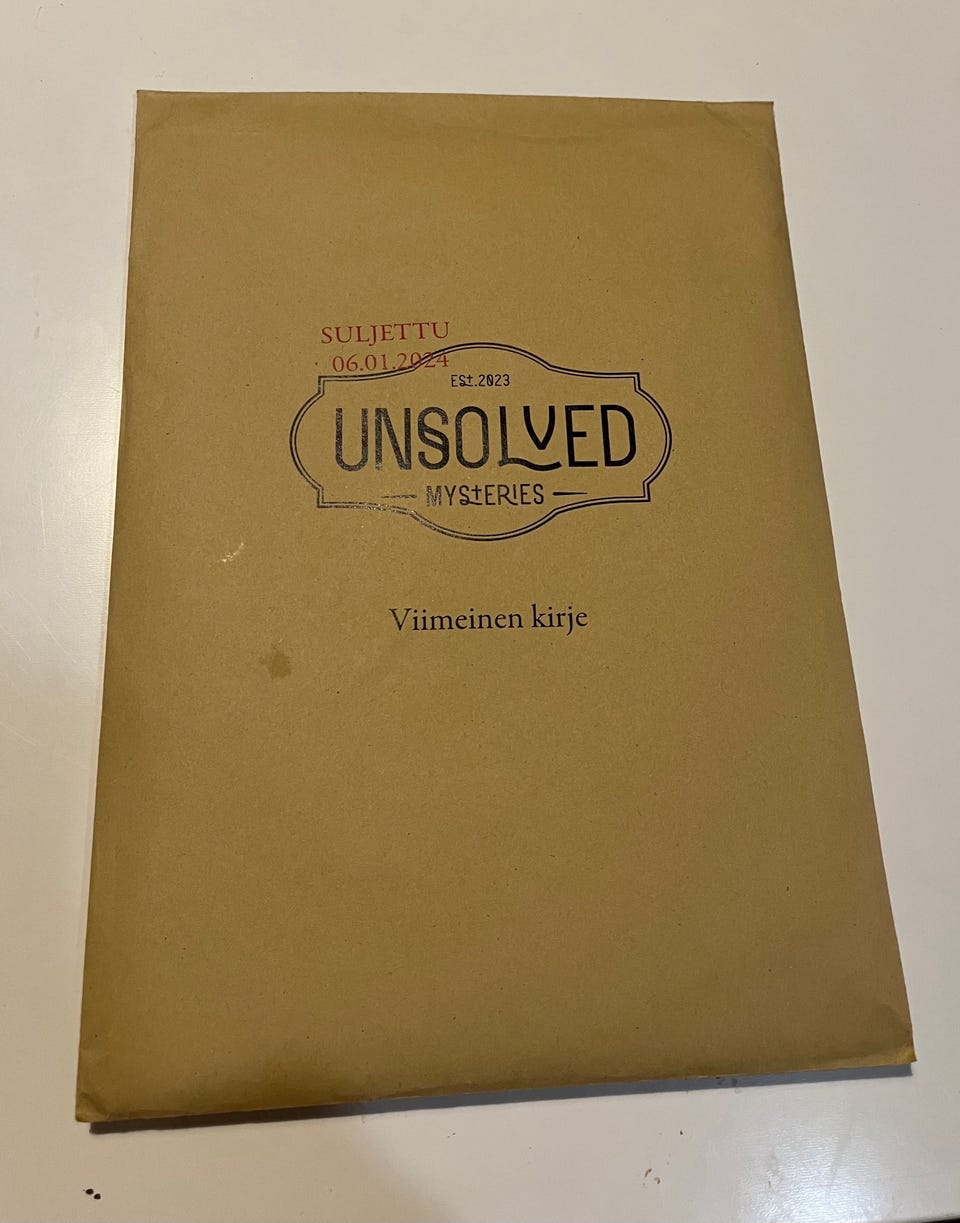 SULJETTU
06.01.2024
Est.2023
UNSOLVED
MYStERIES
Viimeinen kirje